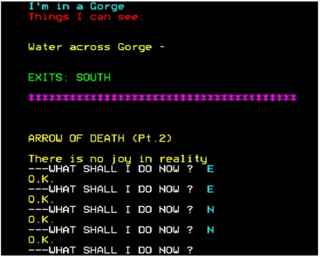 I'm in a Gorge
Things I can see:
Water across Gorge -
EXITS: SOUTH
***************************************
ARROW OF DEATH (Pt.2)
There is no joy in reality
---WHAT SHALL I DO NOW ? E
O.K.
---WHAT SHALL I DO NOW ? E
O.K.
---WHAT SHALL I DO NOW ? N
O.K.
---WHAT SHALL I DO NOW ? N
O.K.
---WHAT SHALL I DO NOW ?